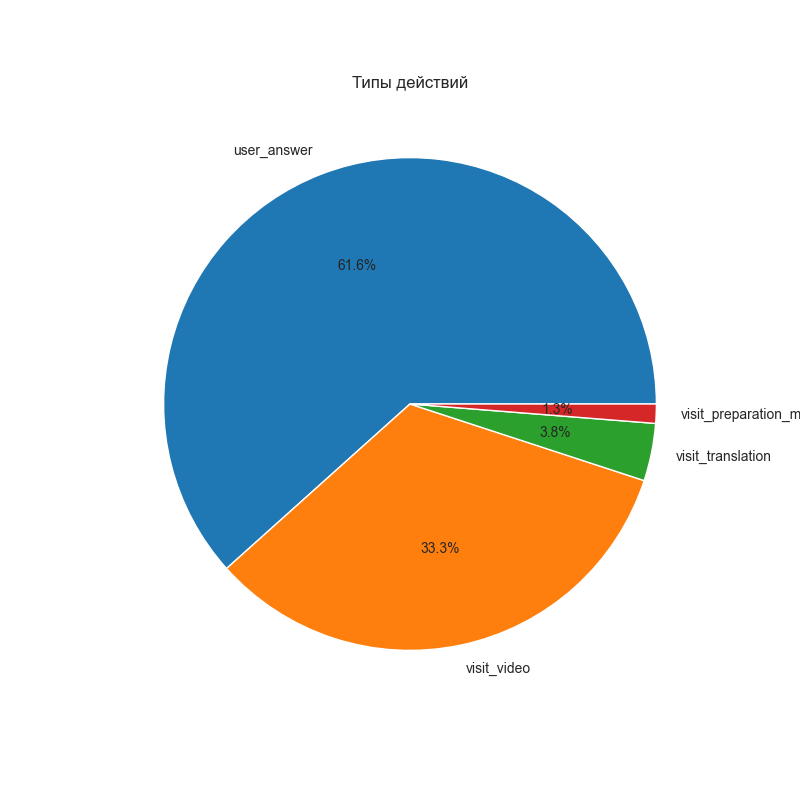 Типы действий
user_answer
61.6%
1.3%
visit_preparation_m
3.8%
visit_translation
33.3%
visit_video